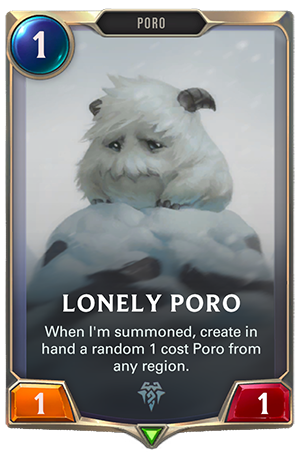 PORO
1
LONELY PORO
When I'm summoned, create in
hand a random 1 cost Poro from
any region.
1 1